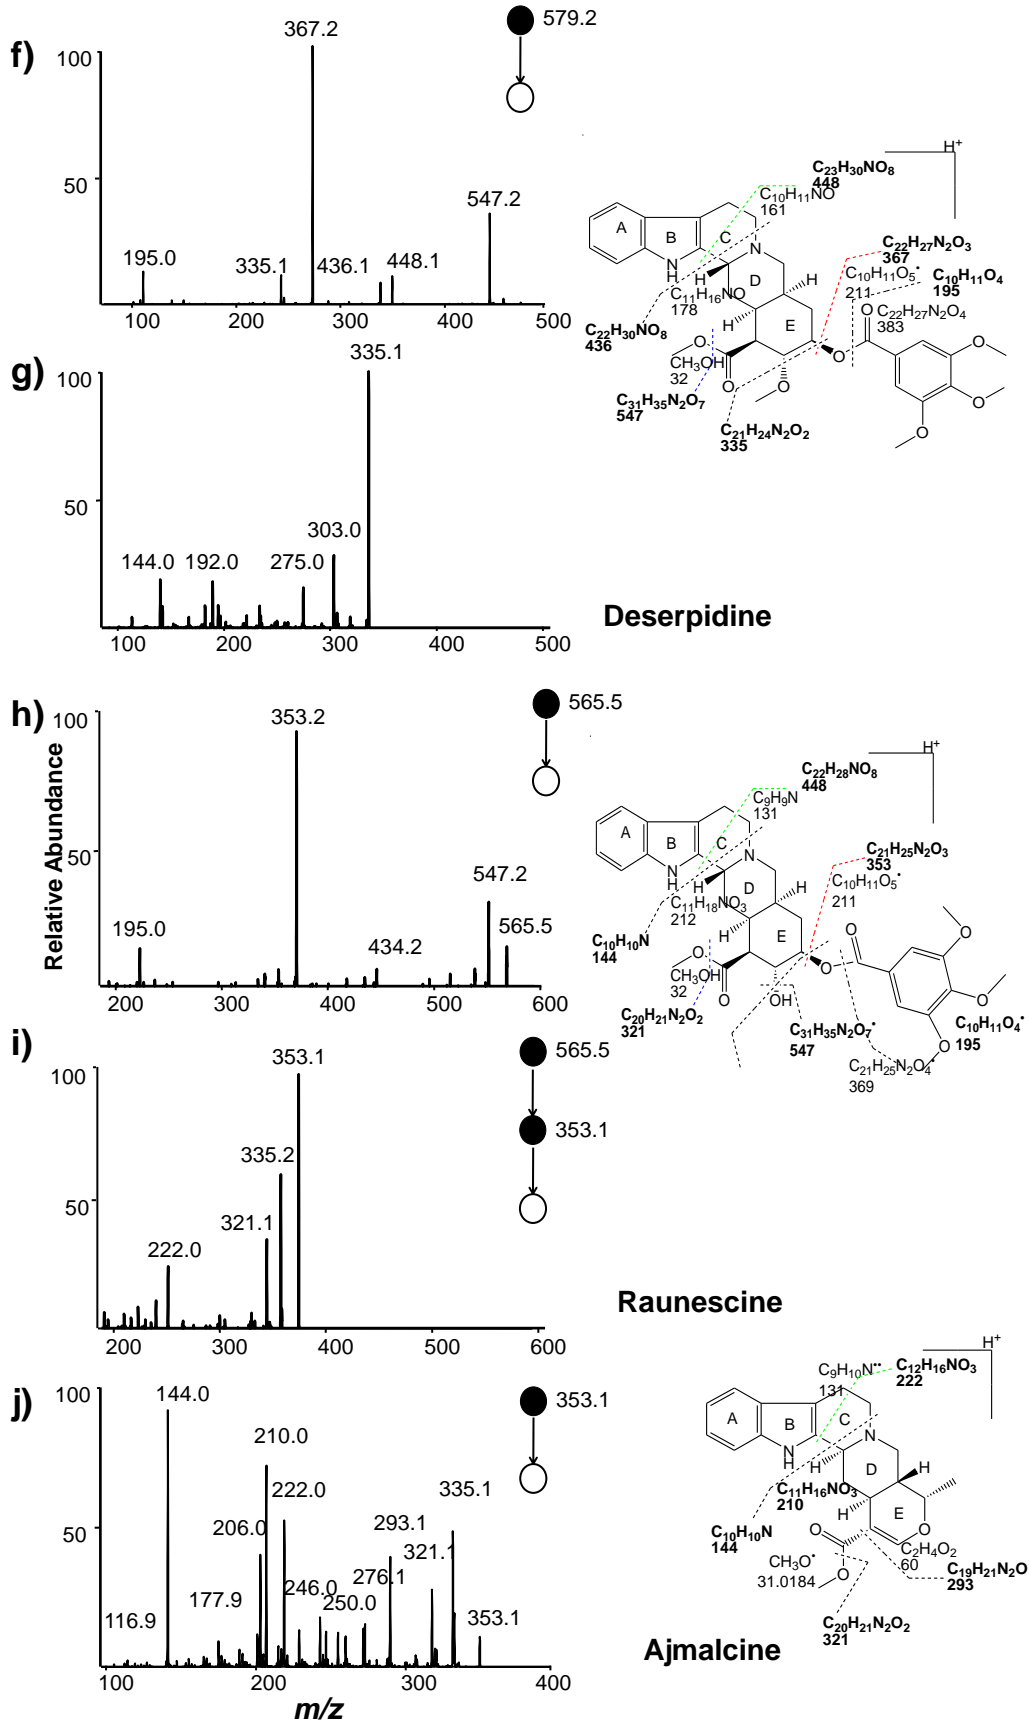 f)
367.2
579.2
100
50
547.2
195.0
335.1
436.1
448.1
100
200
300
400
500
H+
C23H30NO8
448
C10H11NO
161
A
B
C
N
N
H
H
D
H
C22H27N2O3
367
C10H11O5•
211
C10H11O4
195
C11H16NO
178
H
E
O
C22H27N2O4
383
C22H30NO8
436
O
O
O
CH3OH
32
O
O
O
O
C31H35N2O7
547
C21H24N2O2
335
O
g)
335.1
100
50
303.0
144.0
192.0
275.0
100
200
300
400
500
Deserpidine
h)
353.2
565.5
100
Relative Abundance
50
547.2
565.5
195.0
434.2
200
300
400
500
600
H+
C22H28NO8
448
C9H9N
131
A
B
C
N
N
H
H
D
H
C21H25N2O3
353
C10H11O5•
211
C11H18NO3
212
H
E
O
O
C10H10N
144
O
O
O
CH3OH
32
O
OH
C20H21N2O2
321
C31H35N2O7•
547
O
C10H11O4•
195
C21H25N2O4•
369
i)
353.1
565.5
100
353.1
335.2
50
321.1
222.0
200
300
400
500
600
Raunescine
j)
144.0
353.1
100
210.0
222.0
335.1
50
206.0
293.1
321.1
276.1
246.0
250.0
177.9
116.9
353.1
100
200
300
400
m/z
H+
C9H10N••
131
C12H16NO3
222
A
B
C
N
N
H
H
D
H
C11H16NO3
210
H
E
O
C10H10N
144
O
C2H4O2
60
CH3O•
31.0184
O
C19H21N2O
293
C20H21N2O2
321
Ajmalcine